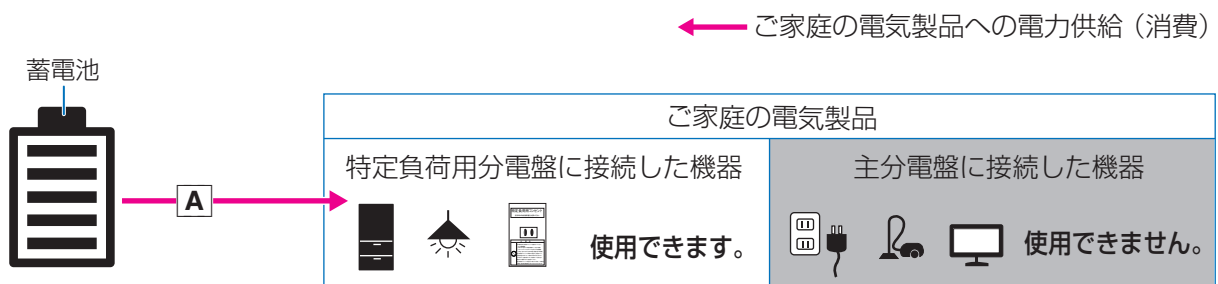 ご家庭の電気製品への電力供給（消費）
蓄電池
ご家庭の電気製品
特定負荷用分電盤に接続した機器
主分電盤に接続した機器
A
使用できます。
使用できません。